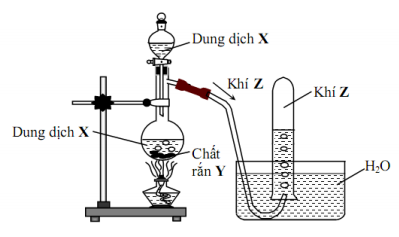 Dung dịch X
Khí Z
Khí Z
Dung dịch X
Chất
rắn Y
H₂O